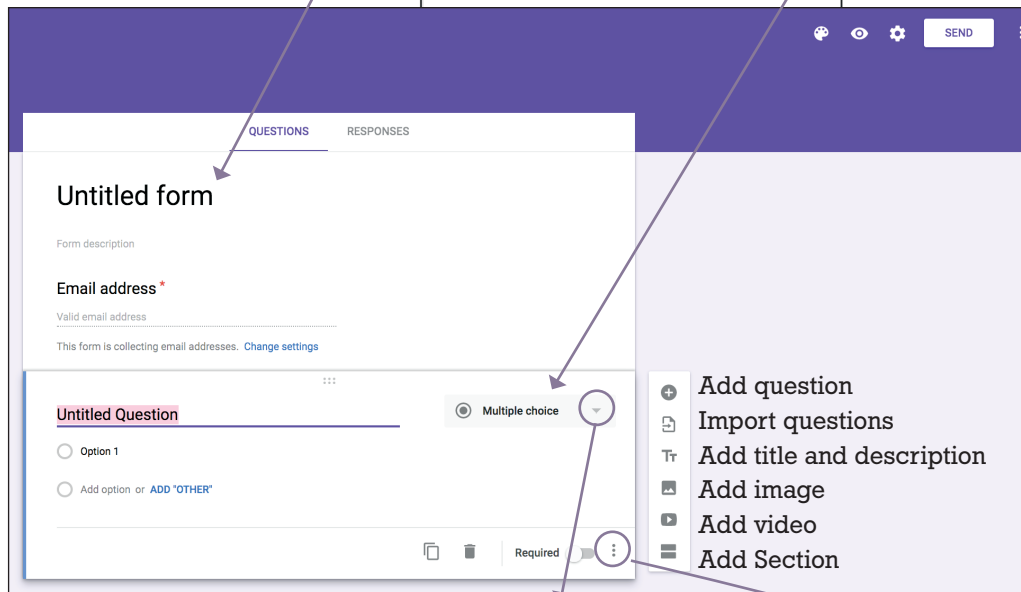 SEND
QUESTIONS RESPONSES
Untitled form
Form description
Email address *
Valid email address
This form is collecting email addresses. Change settings
Untitled Question
Multiple choice
Option 1
Add option or ADD "OTHER"
Required
Add question
Import questions
Tт Add title and description
Add image
Add video
Add Section